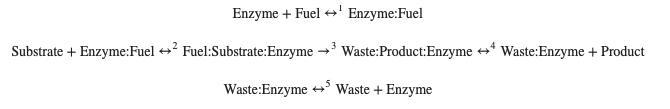 Enzyme + Fuel ↔¹ Enzyme:Fuel
Substrate + Enzyme:Fuel ↔² Fuel:Substrate:Enzyme →³ Waste:Product:Enzyme ↔⁴ Waste:Enzyme + Product
Waste:Enzyme ↔⁵ Waste + Enzyme